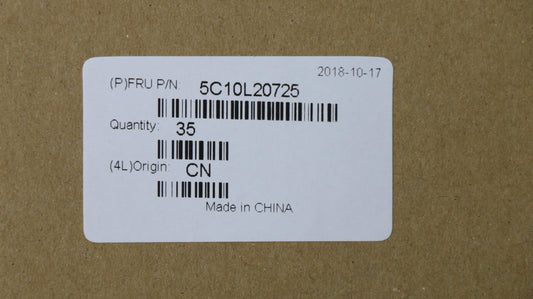 2018-10-17
(P)FRU P/N: 5C10L20725
Quantity: 35
(4L)Origin: CN
Made in CHINA